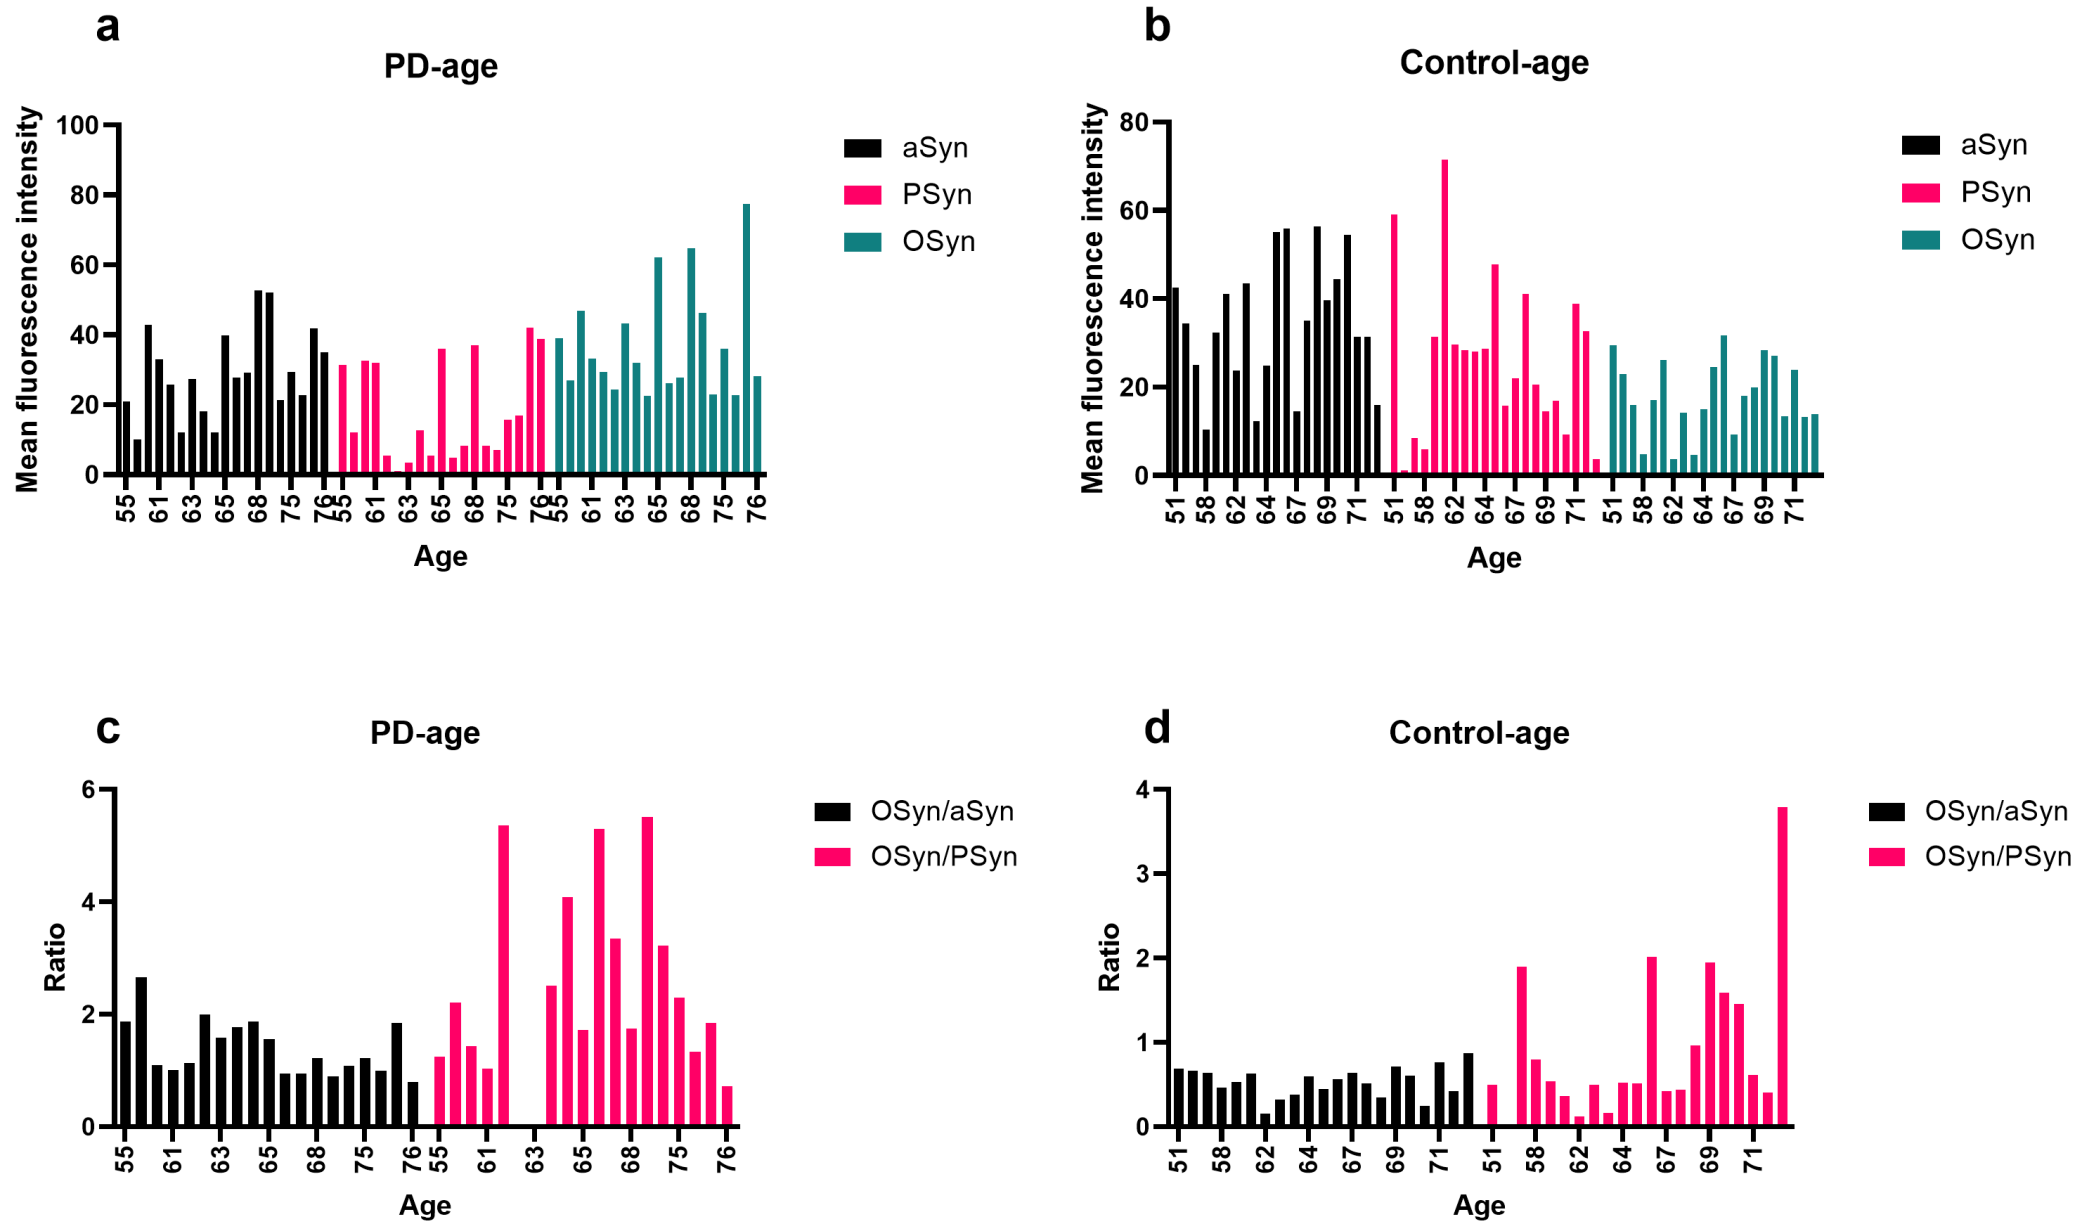 a
PD-age
Mean fluorescence intensity
100
80
60
40
20
0
55 61 63 65 68 75 76 55 61 63 65 68 75 76 55 61 63 65 68 75 76
Age
aSyn
PSyn
OSyn
b
Control-age
Mean fluorescence intensity
80
60
40
20
0
51 58 62 64 67 69 71 51 58 62 64 67 69 71 51 58 62 64 67 69 71
Age
aSyn
PSyn
OSyn
c
PD-age
Ratio
6
4
2
0
55 61 63 65 68 75 76 55 61 63 65 68 75 76
Age
OSyn/aSyn
OSyn/PSyn
d
Control-age
Ratio
4
3
2
1
0
51 58 62 64 67 69 71 51 58 62 64 67 69 71
Age
OSyn/aSyn
OSyn/PSyn